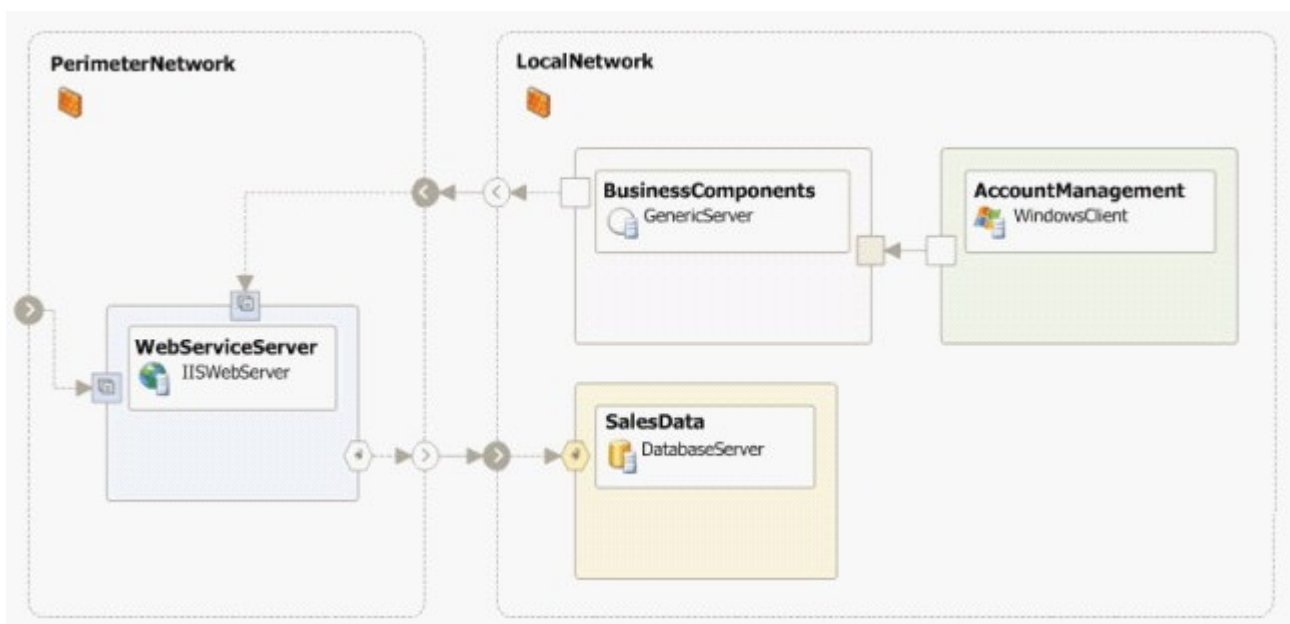 PerimeterNetwork
LocalNetwork
BusinessComponents
GenericServer
AccountManagement
WindowsClient
WebServiceServer
IISWebServer
SalesData
DatabaseServer